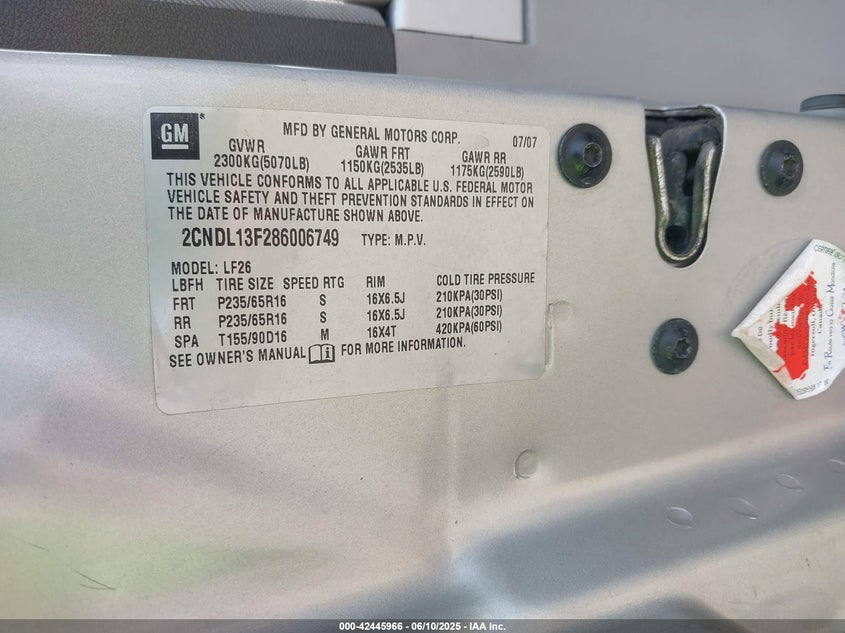 GM
MFD BY GENERAL MOTORS CORP. 07/07
GVWR GAWR FRT GAWR RR
2300KG(5070LB) 1150KG(2535LB) 1175KG(2590LB)
THIS VEHICLE CONFORMS TO ALL APPLICABLE U.S. FEDERAL MOTOR
VEHICLE SAFETY AND THEFT PREVENTION STANDARDS IN EFFECT ON
THE DATE OF MANUFACTURE SHOWN ABOVE.
2CNDL13F286006749 TYPE: M.P.V.
MODEL: LF26
LBFH TIRE SIZE SPEED RTG RIM COLD TIRE PRESSURE
FRT P235/65R16 S 16X6.5J 210KPA(30PSI)
RR P235/65R16 S 16X6.5J 210KPA(30PSI)
SPA T155/90D16 M 16X4T 420KPA(60PSI)
SEE OWNER'S MANUAL FOR MORE INFORMATION.
Ingersoll, On
Canada
000-42445966 - 06/10/2025 - IAA Inc.